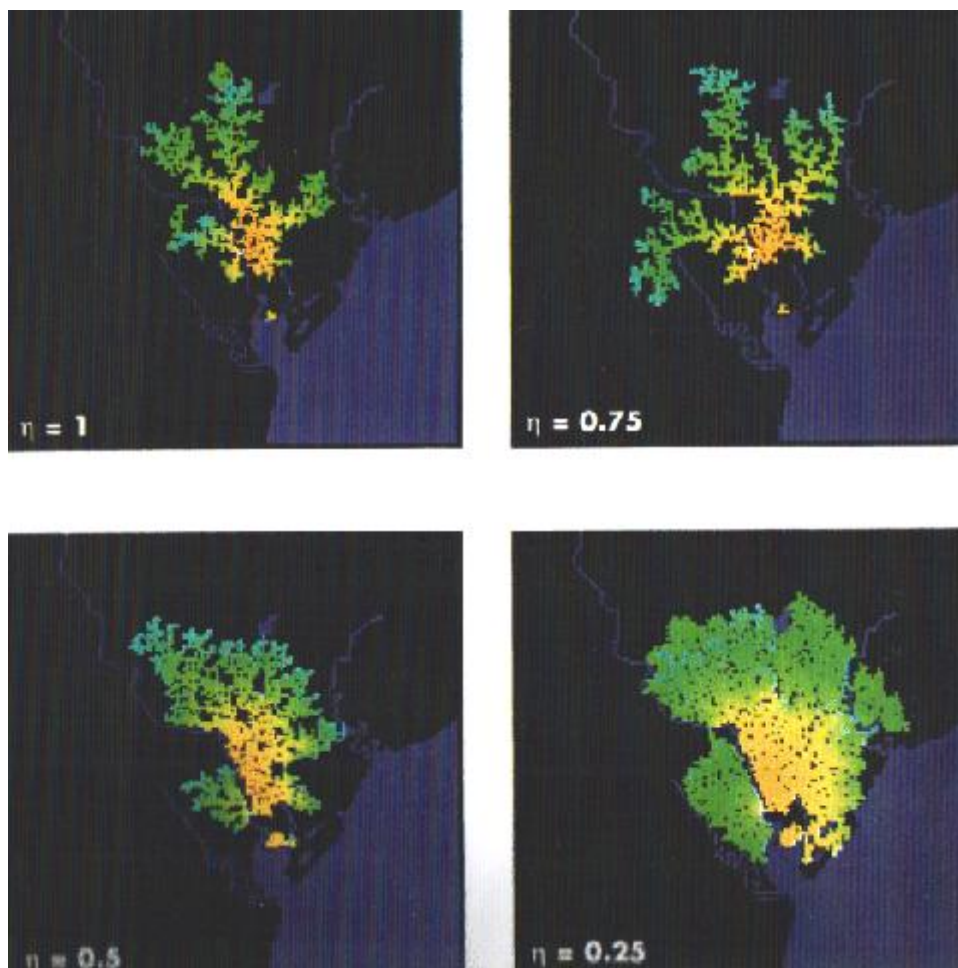 η = 1
η = 0.75
η = 0.5
η = 0.25